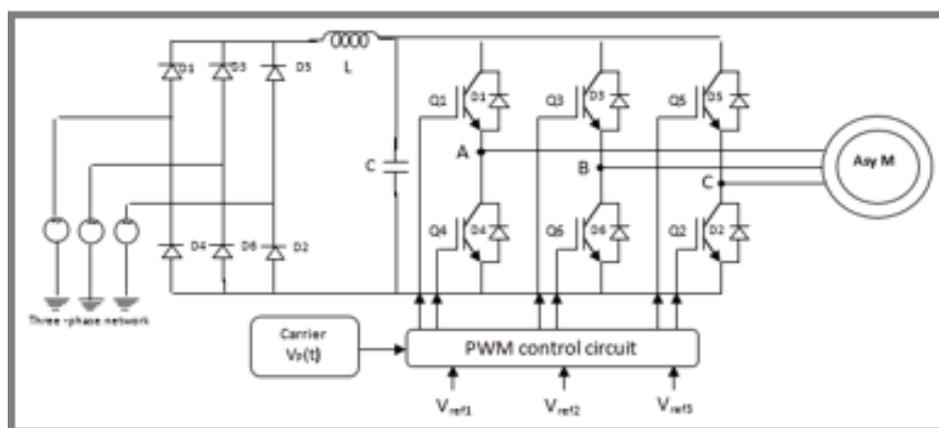 D1 D3 D5
L
Q1 D1 Q3 D3 Q5 D5
A
B
C
C
Asy M
D4 D6 D2
Q4 D4 Q6 D6 Q2 D2
Three -phase network
Carrier
Vₚ(t)
PWM control circuit
Vref1 Vref2 Vref3